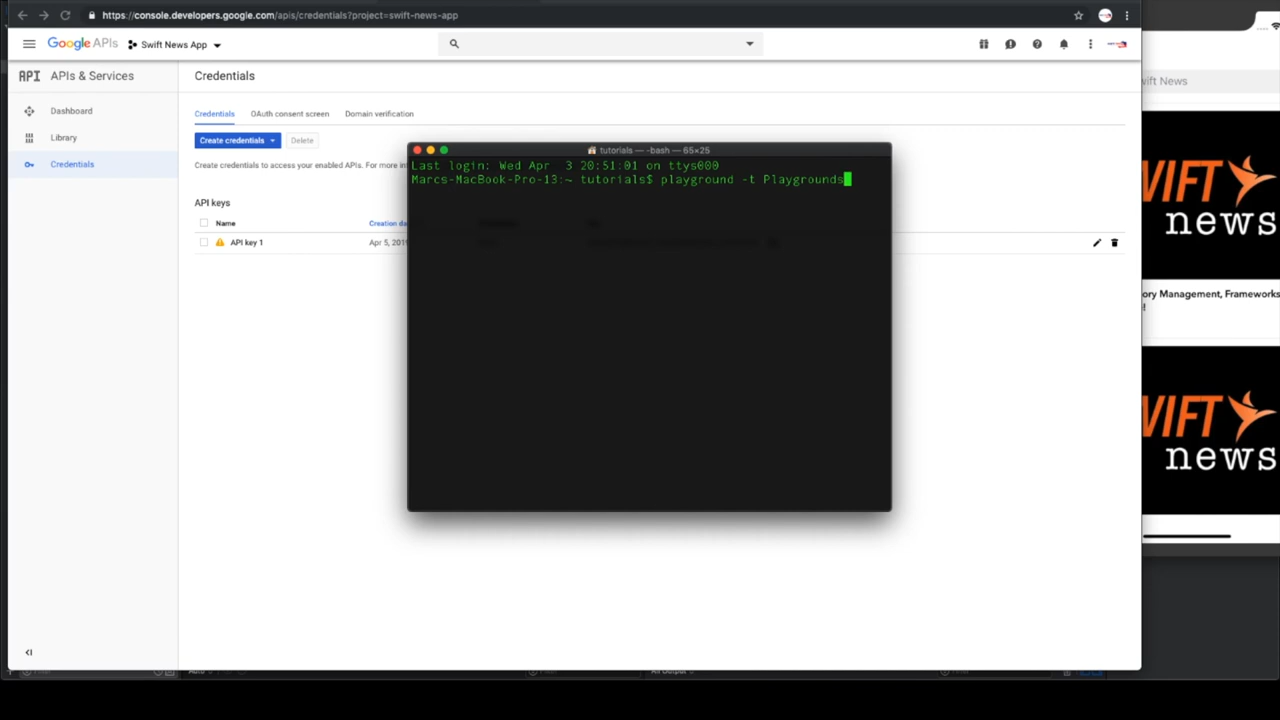 https://console.developers.google.com/apis/credentials?project=swift-news-app
Google APIs
Swift News App
API
APIs & Services
Credentials
wift News
Dashboard
Library
Credentials
Credentials
OAuth consent screen
Domain verification
Create credentials
Delete
Create credentials to access your enabled APIs. For more in
API keys
Name
Creation da
API key 1
Apr 5, 2019
tutorials — -bash — 65×25
Last login: Wed Apr 3 20:51:01 on ttys000
Marcs-MacBook-Pro-13:~ tutorials$ playground -t Playgrounds
WIFT
news
ory Management, Frameworks
!
WIFT
news